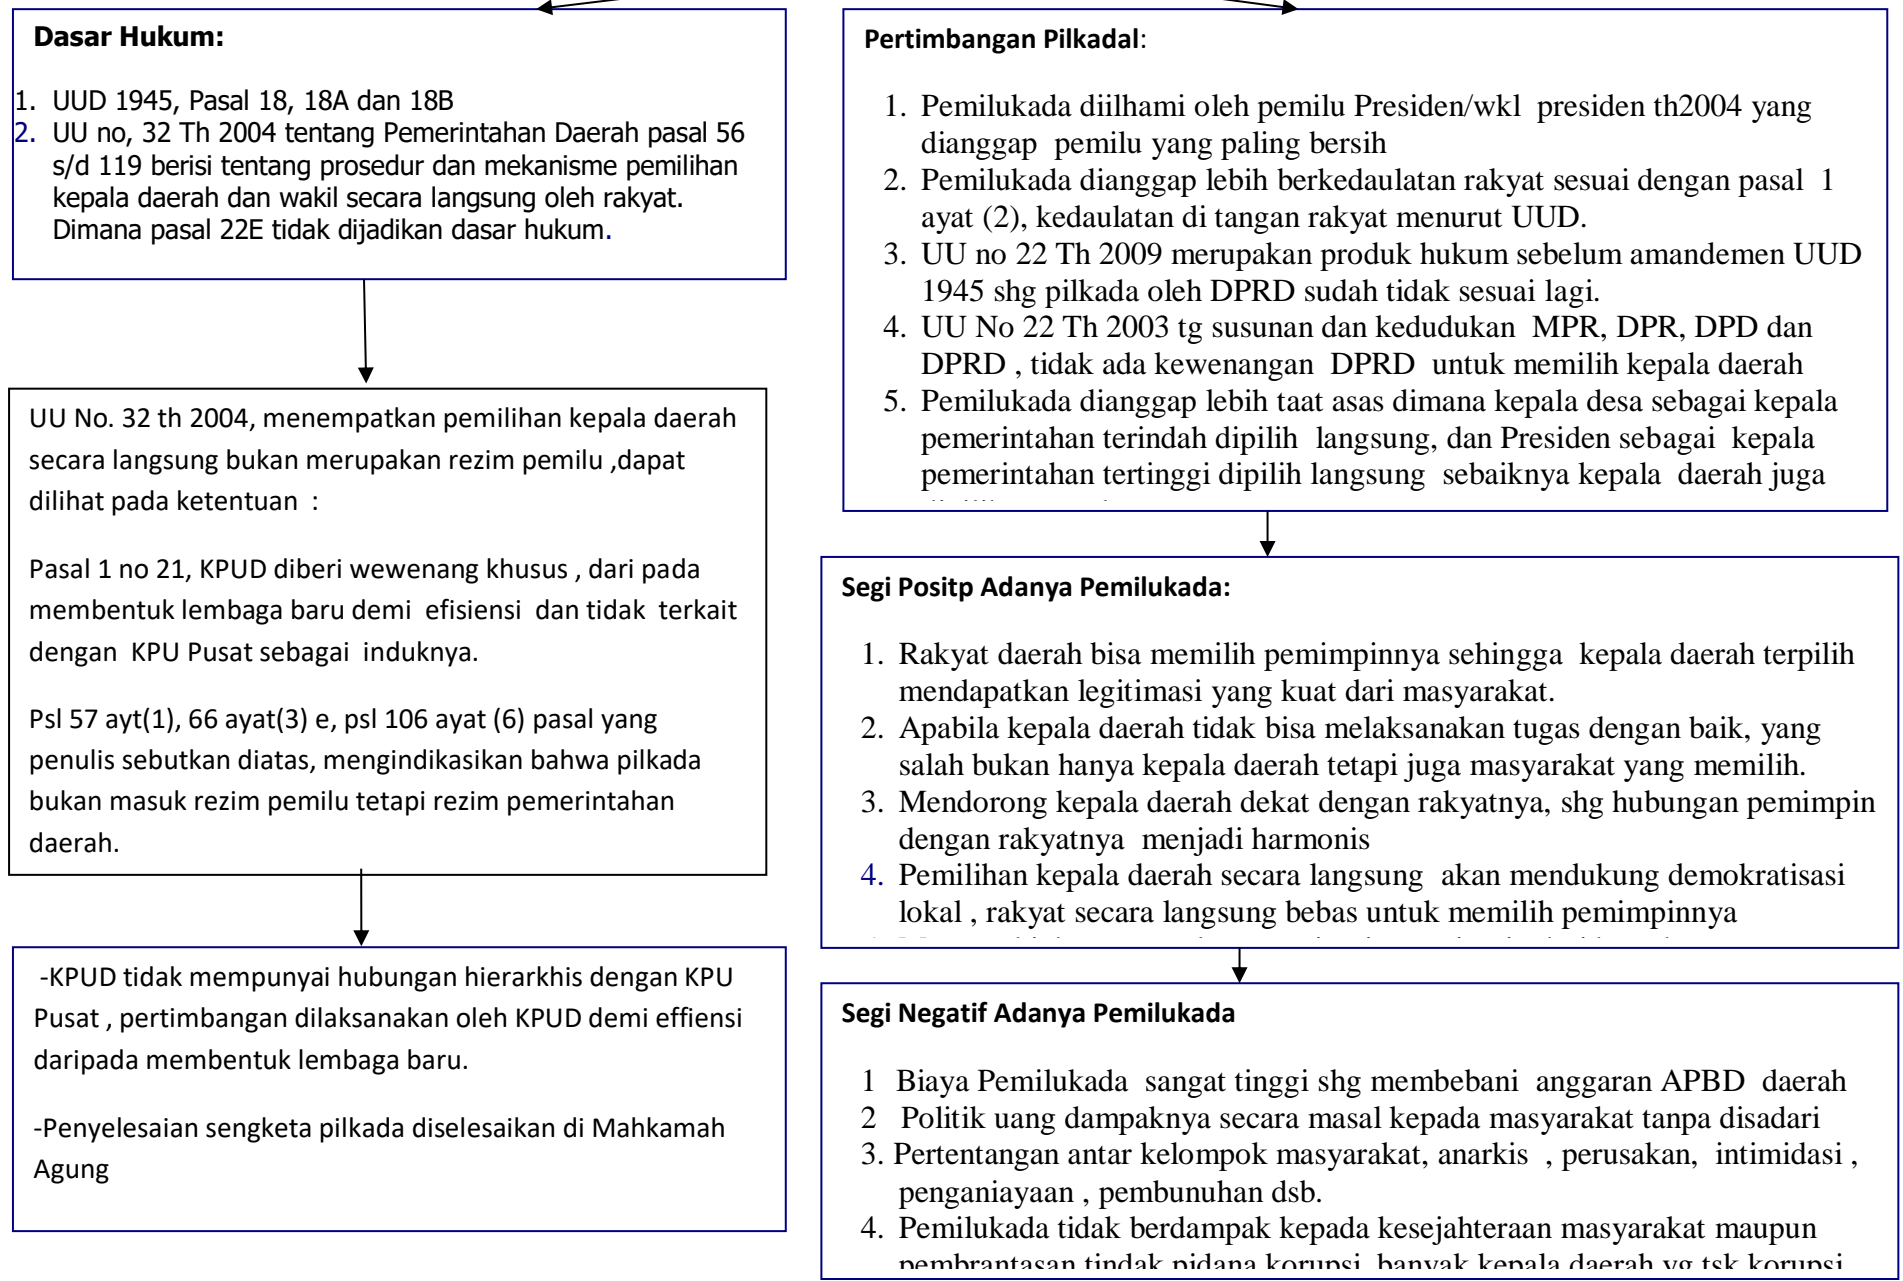 Dasar Hukum:
1. UUD 1945, Pasal 18, 18A dan 18B
2. UU no, 32 Th 2004 tentang Pemerintahan Daerah pasal 56
s/d 119 berisi tentang prosedur dan mekanisme pemilihan
kepala daerah dan wakil secara langsung oleh rakyat.
Dimana pasal 22E tidak dijadikan dasar hukum.
UU No. 32 th 2004, menempatkan pemilihan kepala daerah
secara langsung bukan merupakan rezim pemilu ,dapat
dilihat pada ketentuan :
Pasal 1 no 21, KPUD diberi wewenang khusus , dari pada
membentuk lembaga baru demi efisiensi dan tidak terkait
dengan KPU Pusat sebagai induknya.
Psl 57 ayt(1), 66 ayat(3) e, psl 106 ayat (6) pasal yang
penulis sebutkan diatas, mengindikasikan bahwa pilkada
bukan masuk rezim pemilu tetapi rezim pemerintahan
daerah.
-KPUD tidak mempunyai hubungan hierarkhis dengan KPU
Pusat , pertimbangan dilaksanakan oleh KPUD demi effiensi
daripada membentuk lembaga baru.
-Penyelesaian sengketa pilkada diselesaikan di Mahkamah
Agung
Pertimbangan Pilkadal:
1. Pemilukada diilhami oleh pemilu Presiden/wkl presiden th2004 yang
dianggap pemilu yang paling bersih
2. Pemilukada dianggap lebih berkedaulatan rakyat sesuai dengan pasal 1
ayat (2), kedaulatan di tangan rakyat menurut UUD.
3. UU no 22 Th 2009 merupakan produk hukum sebelum amandemen UUD
1945 shg pilkada oleh DPRD sudah tidak sesuai lagi.
4. UU No 22 Th 2003 tg susunan dan kedudukan MPR, DPR, DPD dan
DPRD , tidak ada kewenangan DPRD untuk memilih kepala daerah
5. Pemilukada dianggap lebih taat asas dimana kepala desa sebagai kepala
pemerintahan terindah dipilih langsung, dan Presiden sebagai kepala
pemerintahan tertinggi dipilih langsung sebaiknya kepala daerah juga
Segi Positp Adanya Pemilukada:
1. Rakyat daerah bisa memilih pemimpinnya sehingga kepala daerah terpilih
mendapatkan legitimasi yang kuat dari masyarakat.
2. Apabila kepala daerah tidak bisa melaksanakan tugas dengan baik, yang
salah bukan hanya kepala daerah tetapi juga masyarakat yang memilih.
3. Mendorong kepala daerah dekat dengan rakyatnya, shg hubungan pemimpin
dengan rakyatnya menjadi harmonis
4. Pemilihan kepala daerah secara langsung akan mendukung demokratisasi
lokal , rakyat secara langsung bebas untuk memilih pemimpinnya
Segi Negatif Adanya Pemilukada
1 Biaya Pemilukada sangat tinggi shg membebani anggaran APBD daerah
2 Politik uang dampaknya secara masal kepada masyarakat tanpa disadari
3. Pertentangan antar kelompok masyarakat, anarkis , perusakan, intimidasi ,
penganiayaan , pembunuhan dsb.
4. Pemilukada tidak berdampak kepada kesejahteraan masyarakat maupun
pembrantasan tindak pidana korupsi, banyak kepala daerah yg tsk korupsi